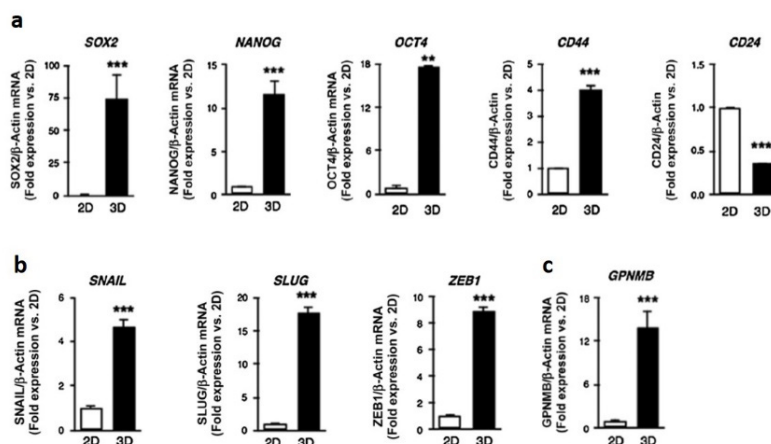 a
SOX2
SOX2/β-Actin mRNA
(Fold expression vs. 2D)
100
75
50
25
0
***
2D 3D
NANOG
NANOG/β-Actin mRNA
(Fold expression vs. 2D)
15
10
5
0
***
2D 3D
OCT4
OCT4/β-Actin mRNA
(Fold expression vs. 2D)
18
12
6
0
**
2D 3D
CD44
CD44/β-Actin
(Fold expression vs. 2D)
5
4
3
2
1
0
***
2D 3D
CD24
CD24/β-Actin
(Fold expression vs. 2D)
1.5
1.0
0.5
0.0
***
2D 3D
b
SNAIL
SNAIL/β-Actin mRNA
(Fold expression vs. 2D)
6
4
2
0
***
2D 3D
SLUG
SLUG/β-Actin mRNA
(Fold expression vs. 2D)
20
15
10
5
0
***
2D 3D
ZEB1
ZEB1/β-Actin mRNA
(Fold expression vs. 2D)
10
8
6
4
2
0
***
2D 3D
c
GPNMB
GPNMB/β-Actin mRNA
(Fold expression vs. 2D)
18
12
6
0
***
2D 3D